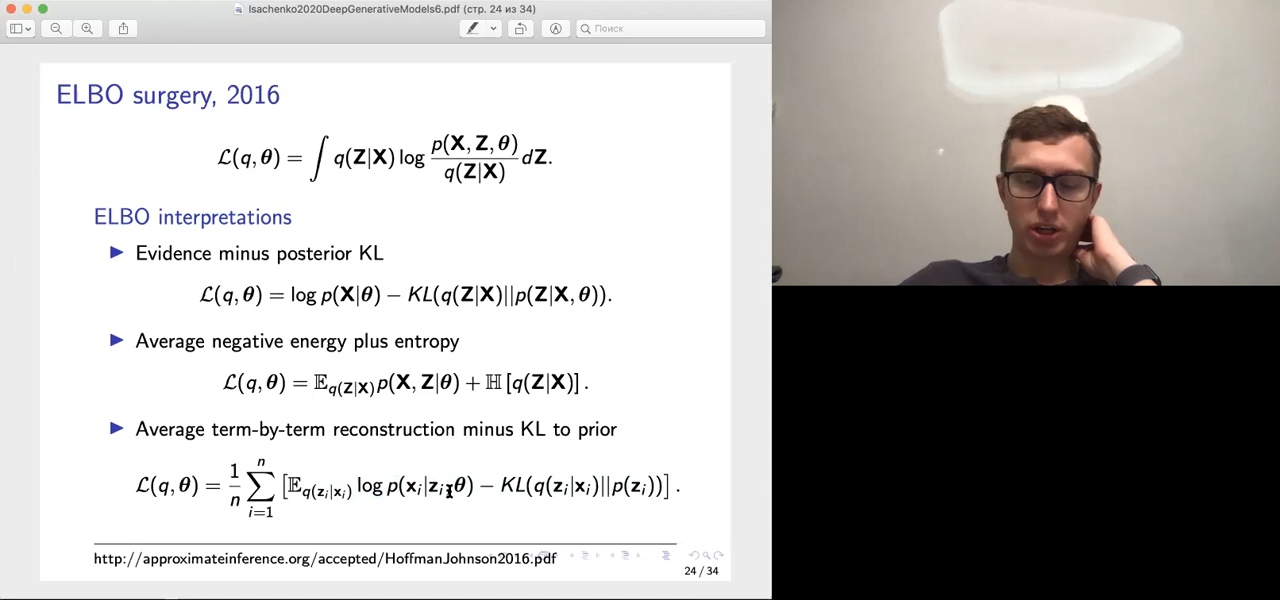 Isachenko2020DeepGenerativeModels6.pdf (стр. 24 из 34)
Поиск
ELBO surgery, 2016
ℒ(q, θ) = ∫ q(Z|X) log p(X, Z, θ) / q(Z|X) dZ.
ELBO interpretations
▶ Evidence minus posterior KL
ℒ(q, θ) = log p(X|θ) − KL(q(Z|X)||p(Z|X, θ)).
▶ Average negative energy plus entropy
ℒ(q, θ) = 𝔼_{q(Z|X)} p(X, Z|θ) + ℍ [q(Z|X)] .
▶ Average term-by-term reconstruction minus KL to prior
ℒ(q, θ) = 1/n ∑_{i=1}^{n} [𝔼_{q(z_i|x_i)} log p(x_i|z_i, θ) − KL(q(z_i|x_i)||p(z_i))] .
http://approximateinference.org/accepted/HoffmanJohnson2016.pdf
24 / 34